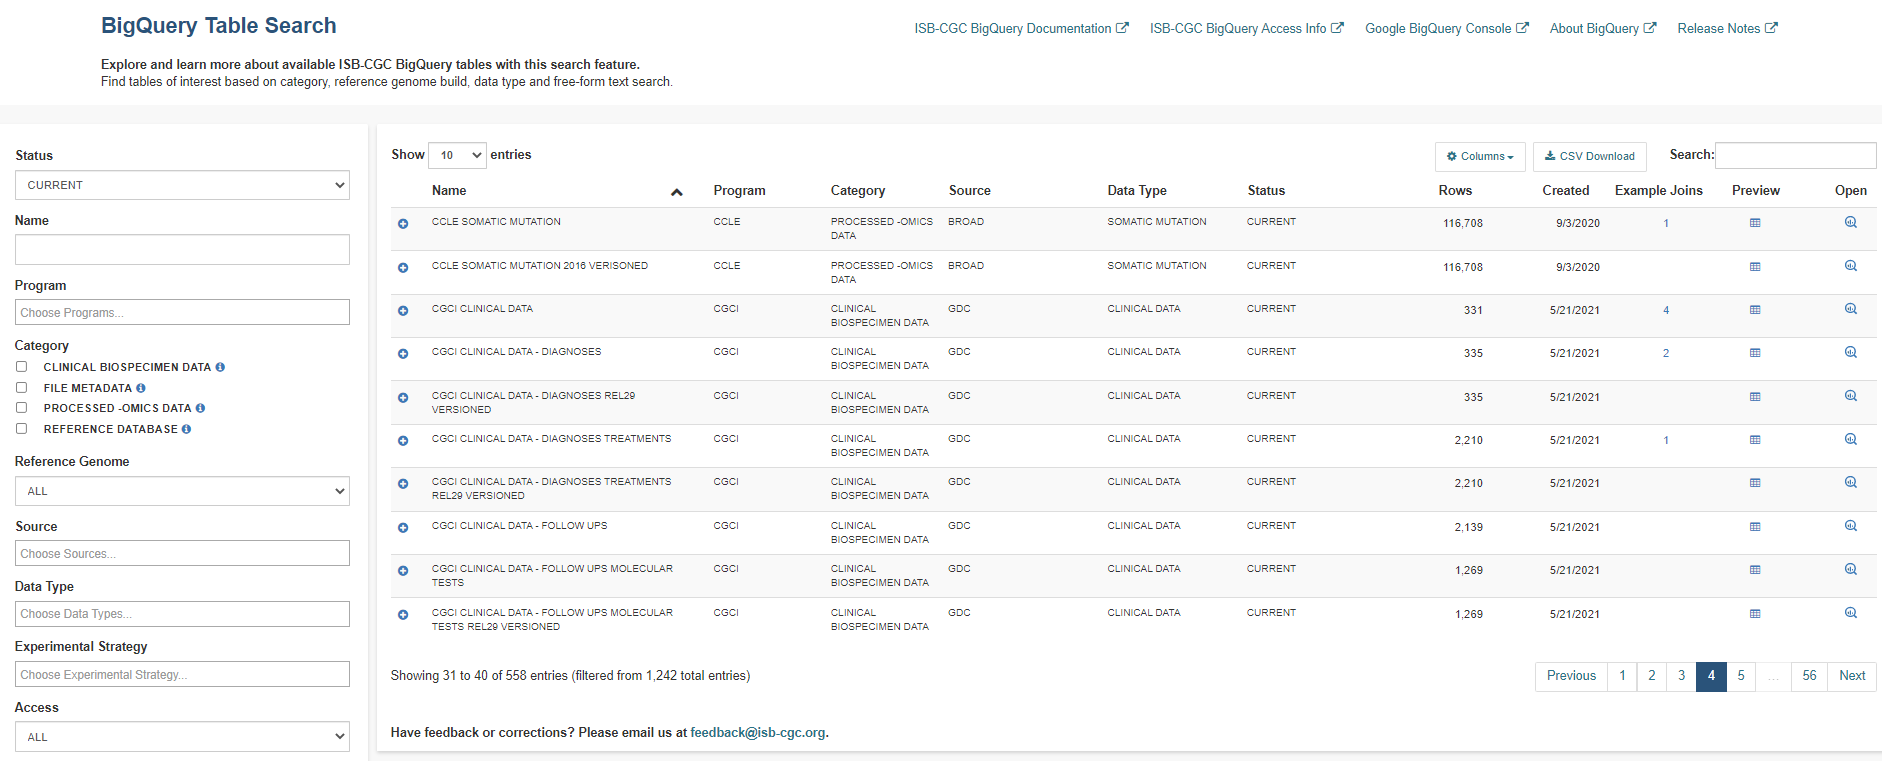 BigQuery Table Search
ISB-CGC BigQuery Documentation ISB-CGC BigQuery Access Info Google BigQuery Console About BigQuery Release Notes
Explore and learn more about available ISB-CGC BigQuery tables with this search feature.
Find tables of interest based on category, reference genome build, data type and free-form text search.
Status
CURRENT
Name
Program
Choose Programs...
Category
CLINICAL BIOSPECIMEN DATA
FILE METADATA
PROCESSED -OMICS DATA
REFERENCE DATABASE
Reference Genome
ALL
Source
Choose Sources...
Data Type
Choose Data Types...
Experimental Strategy
Choose Experimental Strategy...
Access
ALL
Show 10 entries
Columns CSV Download Search:
Name Program Category Source Data Type Status Rows Created Example Joins Preview Open
CCLE SOMATIC MUTATION CCLE PROCESSED -OMICS BROAD SOMATIC MUTATION CURRENT 116,708 9/3/2020 1
DATA
CCLE SOMATIC MUTATION 2016 VERISONED CCLE PROCESSED -OMICS BROAD SOMATIC MUTATION CURRENT 116,708 9/3/2020
DATA
CGCI CLINICAL DATA CGCI CLINICAL GDC CLINICAL DATA CURRENT 331 5/21/2021 4
BIOSPECIMEN DATA
CGCI CLINICAL DATA - DIAGNOSES CGCI CLINICAL GDC CLINICAL DATA CURRENT 335 5/21/2021 2
BIOSPECIMEN DATA
CGCI CLINICAL DATA - DIAGNOSES REL29 CGCI CLINICAL GDC CLINICAL DATA CURRENT 335 5/21/2021
VERSIONED BIOSPECIMEN DATA
CGCI CLINICAL DATA - DIAGNOSES TREATMENTS CGCI CLINICAL GDC CLINICAL DATA CURRENT 2,210 5/21/2021 1
BIOSPECIMEN DATA
CGCI CLINICAL DATA - DIAGNOSES TREATMENTS CGCI CLINICAL GDC CLINICAL DATA CURRENT 2,210 5/21/2021
REL29 VERSIONED BIOSPECIMEN DATA
CGCI CLINICAL DATA - FOLLOW UPS CGCI CLINICAL GDC CLINICAL DATA CURRENT 2,139 5/21/2021
BIOSPECIMEN DATA
CGCI CLINICAL DATA - FOLLOW UPS MOLECULAR CGCI CLINICAL GDC CLINICAL DATA CURRENT 1,269 5/21/2021
TESTS BIOSPECIMEN DATA
CGCI CLINICAL DATA - FOLLOW UPS MOLECULAR CGCI CLINICAL GDC CLINICAL DATA CURRENT 1,269 5/21/2021
TESTS REL29 VERSIONED BIOSPECIMEN DATA
Showing 31 to 40 of 558 entries (filtered from 1,242 total entries)
Previous 1 2 3 4 5 ... 56 Next
Have feedback or corrections? Please email us at feedback@isb-cgc.org.